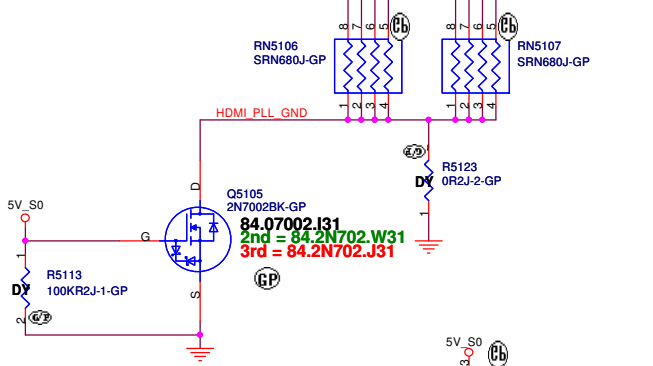 8 7 6 5
8 7 6 5
RN5106
SRN680J-GP
RN5107
SRN680J-GP
1 2 3 4
1 2 3 4
HDMI_PLL_GND
R5123
DY
0R2J-2-GP
1
D
Q5105
2N7002BK-GP
5V_S0
84.07002.I31
G
2nd = 84.2N702.W31
3rd = 84.2N702.J31
1
R5113
DY
100KR2J-1-GP
GP
S
2
5V_S0
3